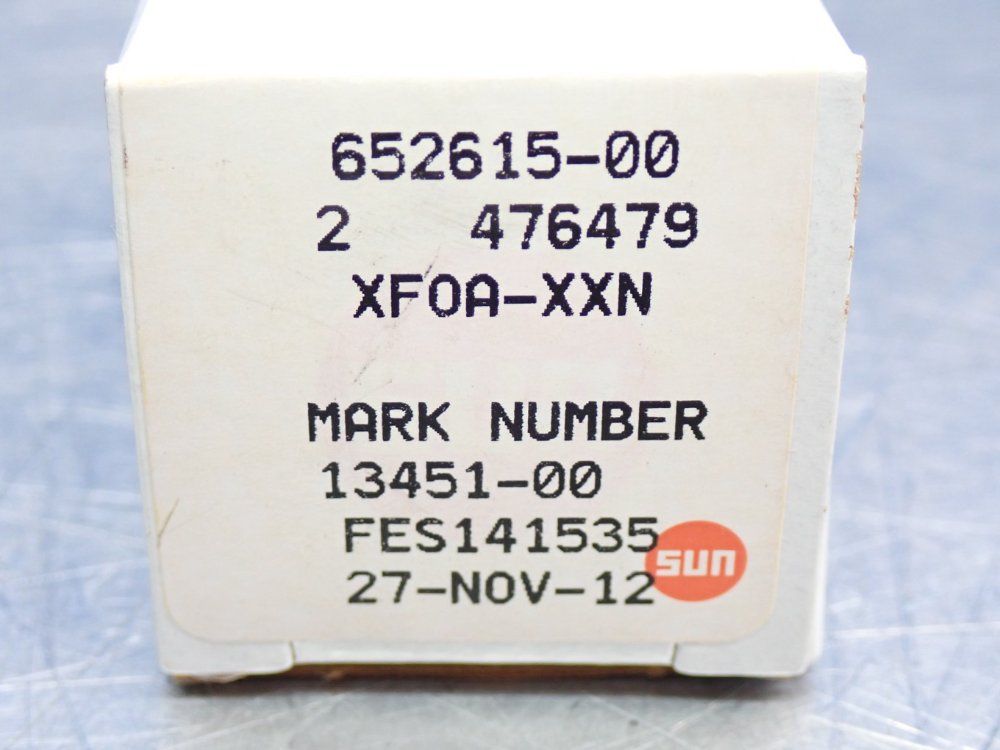 652615-00
2 476479
XFOA-XXN
MARK NUMBER
13451-00
FES141535
sun
27-NOV-12